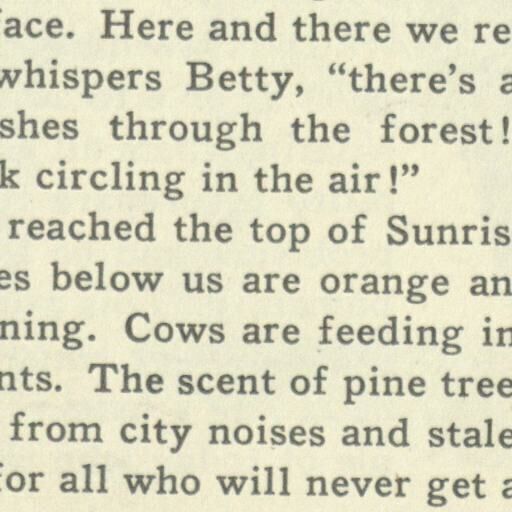 face. Here and there we re
whispers Betty, “there’s a
shes through the forest!
k circling in the air!”
reached the top of Sunris
es below us are orange an
ning. Cows are feeding in
nts. The scent of pine tree
from city noises and stale
for all who will never get a